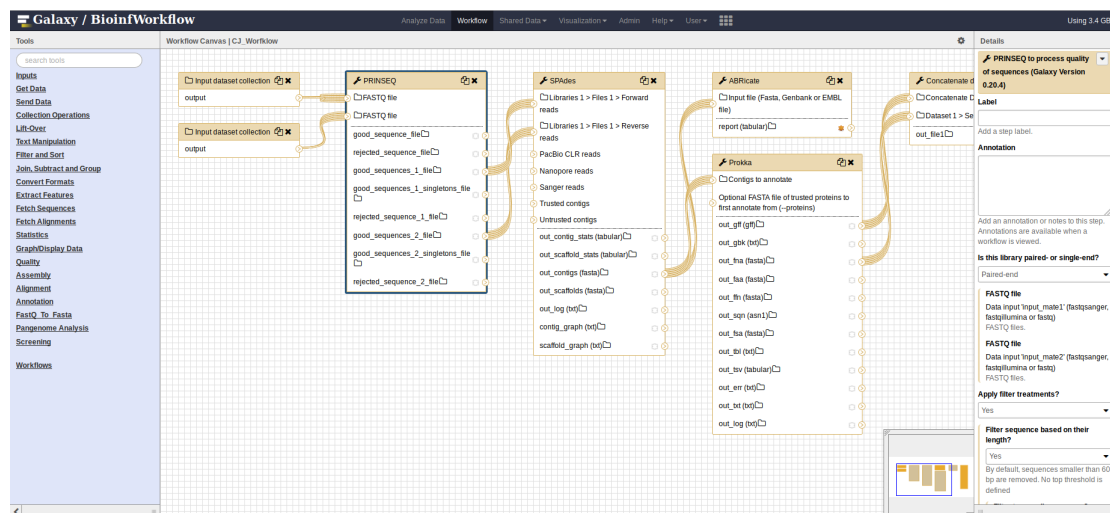 Galaxy / BioinfWorkflow
Analyze Data Workflow Shared Data Visualization Admin Help User
Using 3.4 GB
Tools
search tools
Inputs
Get Data
Send Data
Collection Operations
Lift-Over
Text Manipulation
Filter and Sort
Join, Subtract and Group
Convert Formats
Extract Features
Fetch Sequences
Fetch Alignments
Statistics
Graph/Display Data
Quality
Assembly
Alignment
Annotation
FastQ_To_Fasta
Pangenome Analysis
Screening
Workflows
Workflow Canvas | CJ_Worfklow
Input dataset collection
output
Input dataset collection
output
PRINSEQ
FASTQ file
FASTQ file
good_sequence_file
rejected_sequence_file
good_sequences_1_file
good_sequences_1_singletons_file
rejected_sequence_1_file
good_sequences_2_file
good_sequences_2_singletons_file
rejected_sequence_2_file
SPAdes
Libraries 1 > Files 1 > Forward
reads
Libraries 1 > Files 1 > Reverse
reads
PacBio CLR reads
Nanopore reads
Sanger reads
Trusted contigs
Untrusted contigs
out_contig_stats (tabular)
out_scaffold_stats (tabular)
out_contigs (fasta)
out_scaffolds (fasta)
out_log (txt)
contig_graph (txt)
scaffold_graph (txt)
ABRicate
Input file (Fasta, Genbank or EMBL
file)
report (tabular)
Prokka
Contigs to annotate
Optional FASTA file of trusted proteins to
first annotate from (--proteins)
out_gff (gff)
out_gbk (txt)
out_fna (fasta)
out_faa (fasta)
out_ffn (fasta)
out_sqn (asn1)
out_fsa (fasta)
out_tbl (txt)
out_tsv (tabular)
out_err (txt)
out_txt (txt)
out_log (txt)
Concatenate d
Concatenate D
Dataset 1 > Se
out_file1
Details
PRINSEQ to process quality
of sequences (Galaxy Version
0.20.4)
Label
Add a step label.
Annotation
Add an annotation or notes to this step.
Annotations are available when a
workflow is viewed.
Is this library paired- or single-end?
Paired-end
FASTQ file
Data input 'input_mate1' (fastqsanger,
fastqillumina or fastq)
FASTQ files.
FASTQ file
Data input 'input_mate2' (fastqsanger,
fastqillumina or fastq)
FASTQ files.
Apply filter treatments?
Yes
Filter sequence based on their
length?
Yes
By default, sequences smaller than 60
bp are removed. No top threshold is
defined